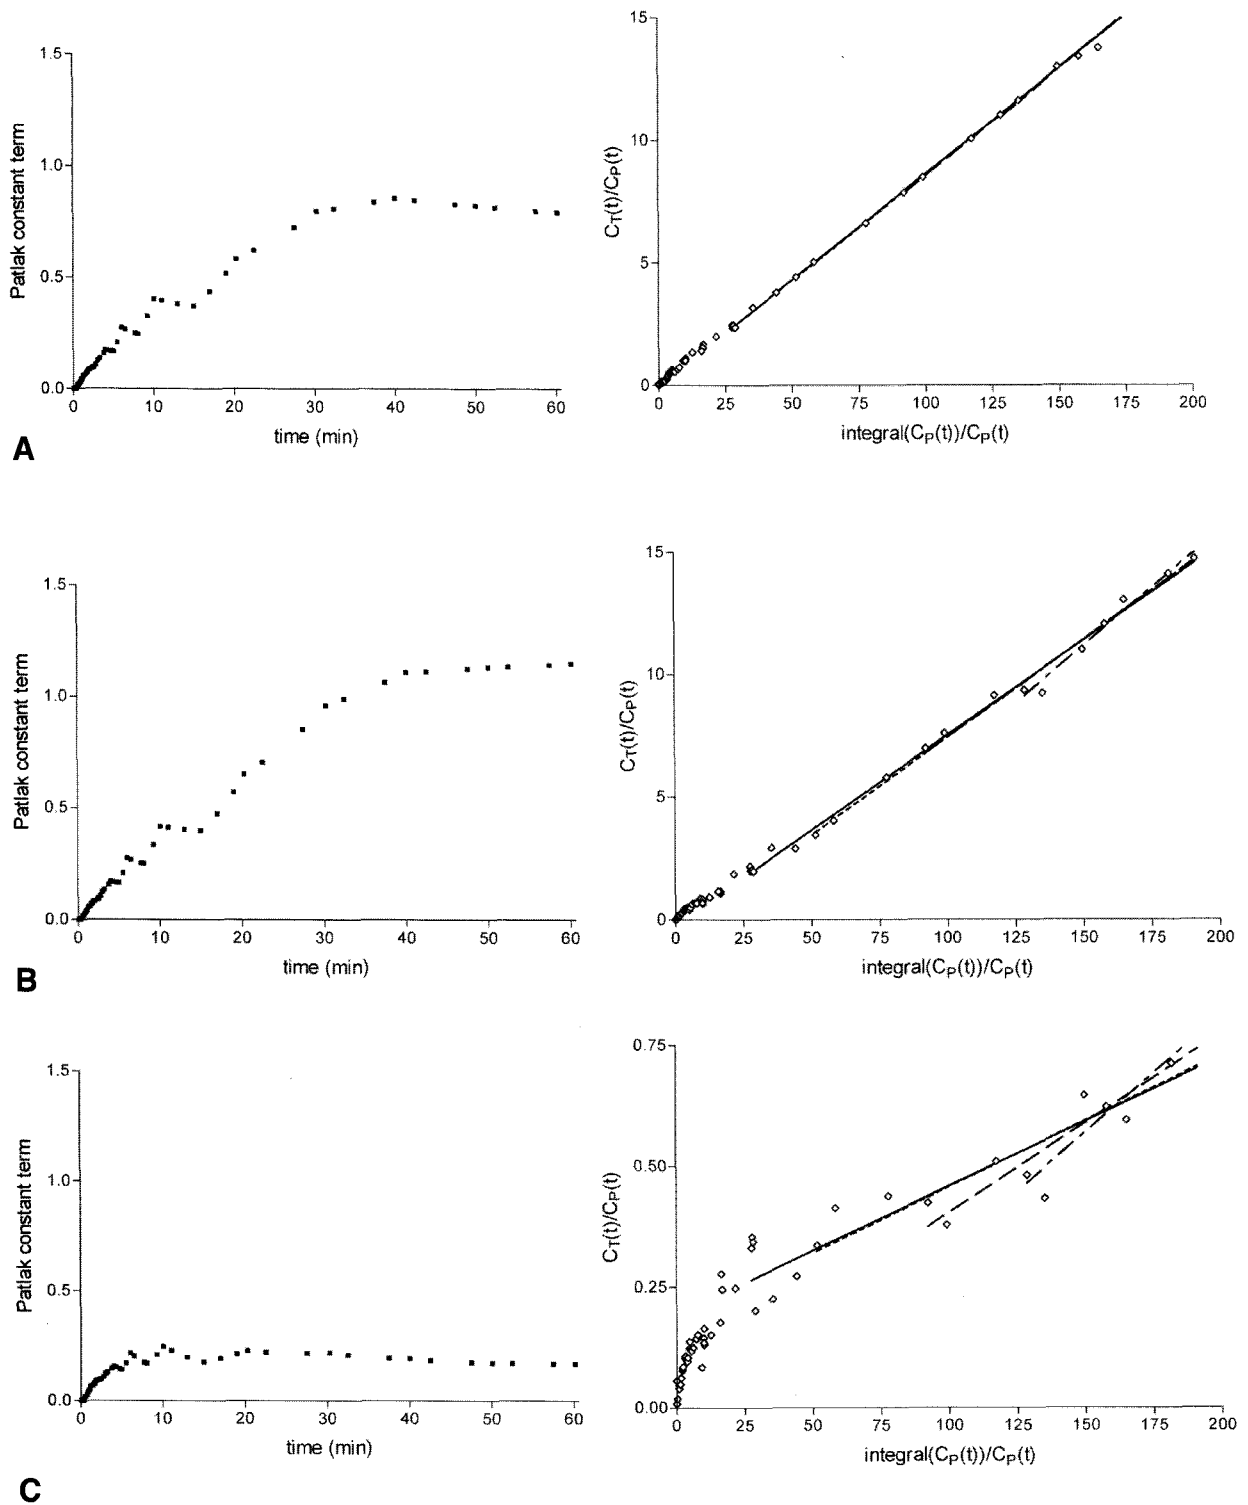 1.5
1.0
0.5
0.0
Patlak constant term
0 10 20 30 40 50 60
time (min)
15
10
5
0
CT(t)/CP(t)
0 25 50 75 100 125 150 175 200
integral(CP(t))/CP(t)
A
1.5
1.0
0.5
0.0
Patlak constant term
0 10 20 30 40 50 60
time (min)
15
10
5
0
CT(t)/CP(t)
0 25 50 75 100 125 150 175 200
integral(CP(t))/CP(t)
B
1.5
1.0
0.5
0.0
Patlak constant term
0 10 20 30 40 50 60
time (min)
0.75
0.50
0.25
0.00
CT(t)/CP(t)
0 25 50 75 100 125 150 175 200
integral(CP(t))/CP(t)
C